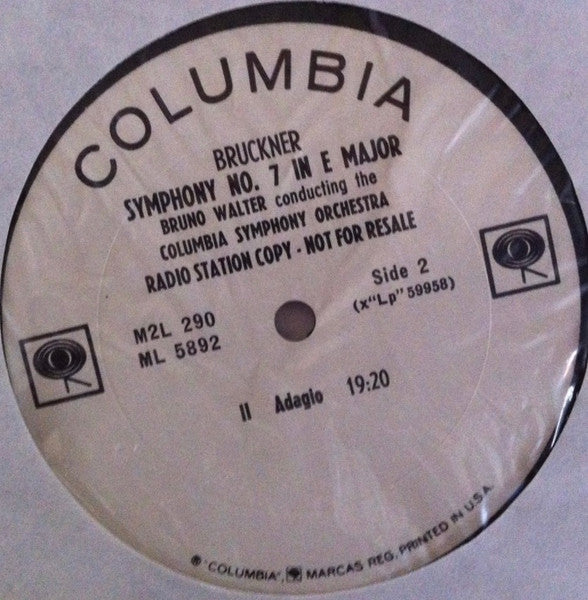 COLUMBIA
BRUCKNER
SYMPHONY NO. 7 IN E MAJOR
BRUNO WALTER conducting the
COLUMBIA SYMPHONY ORCHESTRA
RADIO STATION COPY - NOT FOR RESALE
Side 2
(x"Lp" 59958)
M2L 290
ML 5892
II Adagio 19:20
® "COLUMBIA", MARCAS REG. PRINTED IN U.S.A.